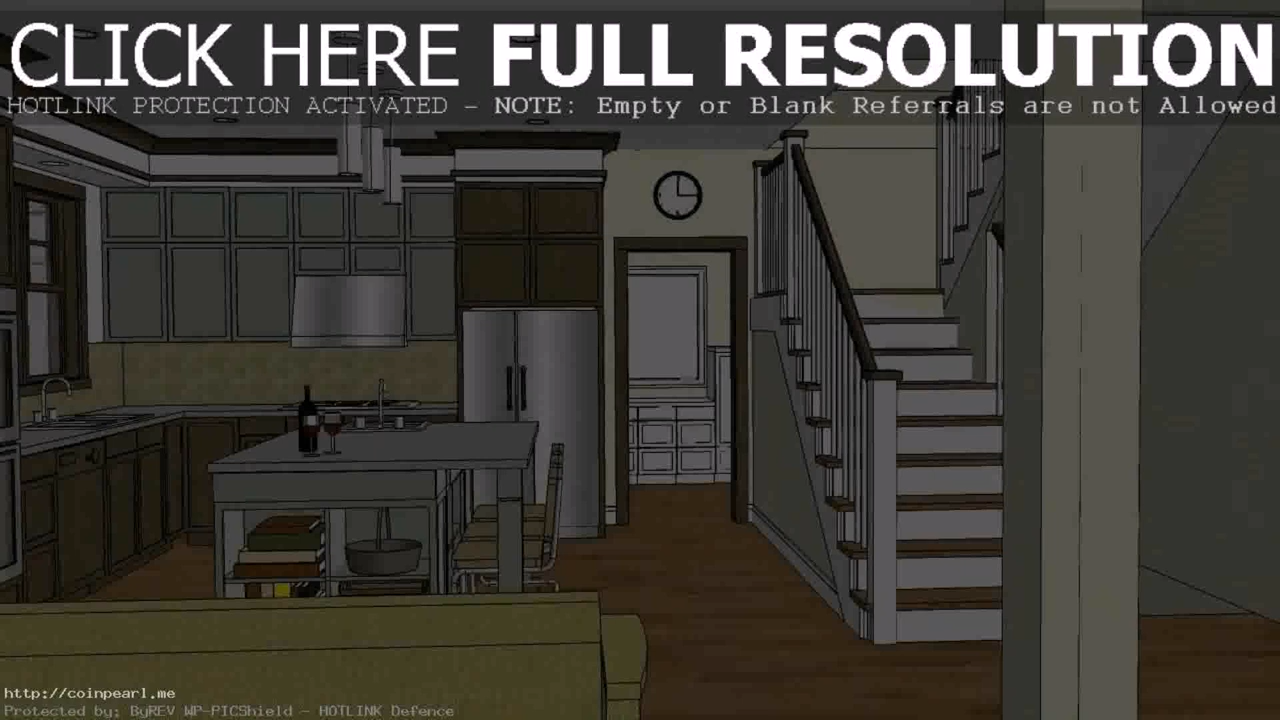 CLICK HERE FULL RESOLUTION
HOTLINK PROTECTION ACTIVATED - NOTE: Empty or Blank Referrals are not Allowed
http://coinpearl.me
Protected by; ByREV WP-PICShield - HOTLINK Defence